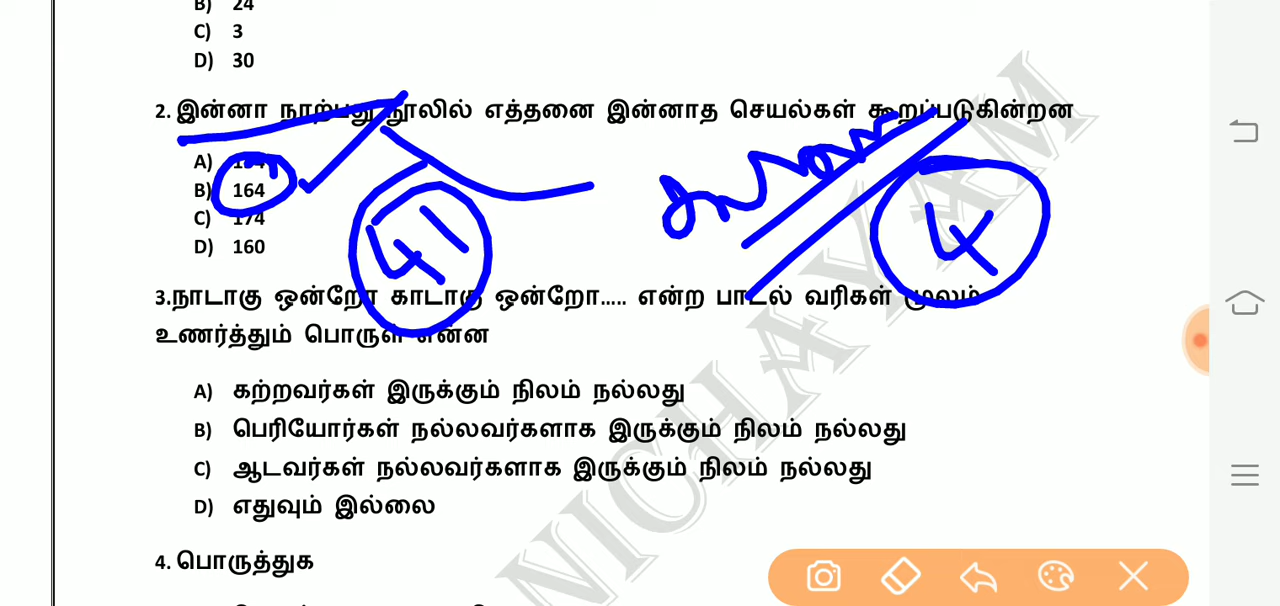 B) 24
C) 3
D) 30
2. இன்னா நாற்பது நூலில் எத்தனை இன்னாத செயல்கள் கூறப்படுகின்றன
A)
B) 164
C) 174
D) 160
41
4
3.நாடாகு ஒன்றோ காடாகு ஒன்றோ..... என்ற பாடல் வரிகள் மூலம்
உணர்த்தும் பொருள் என்ன
A) கற்றவர்கள் இருக்கும் நிலம் நல்லது
B) பெரியோர்கள் நல்லவர்களாக இருக்கும் நிலம் நல்லது
C) ஆடவர்கள் நல்லவர்களாக இருக்கும் நிலம் நல்லது
D) எதுவும் இல்லை
4. பொருத்துக
NICHAYAM